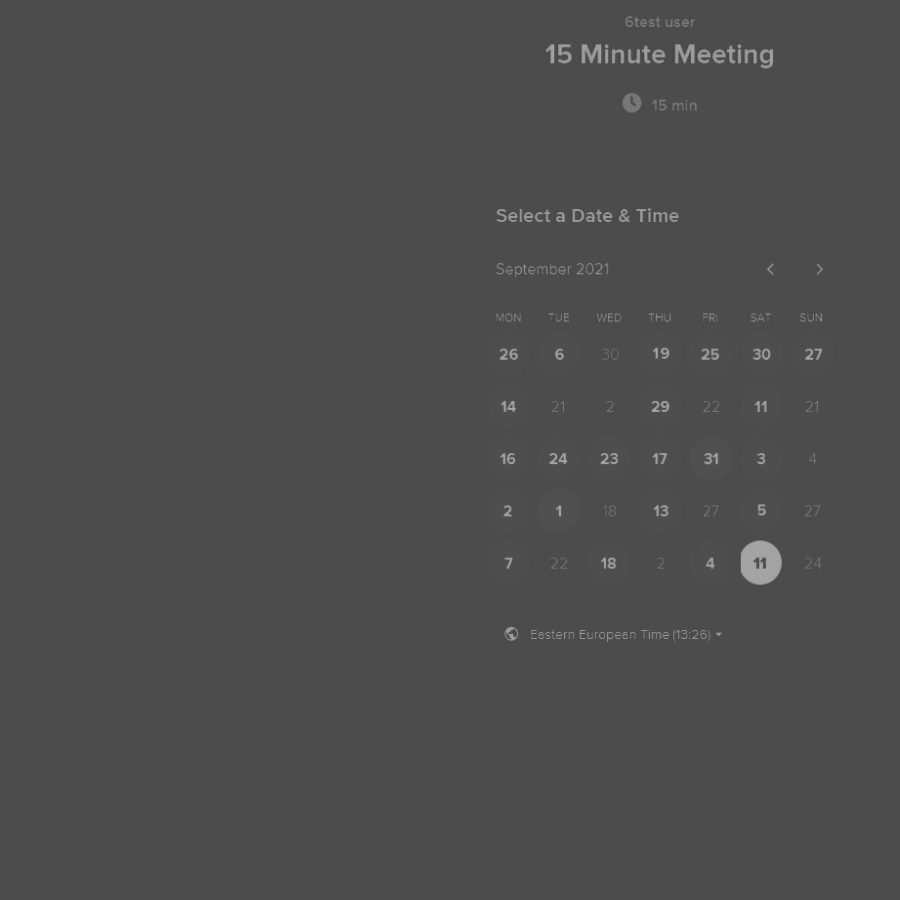 6test user
15 Minute Meeting
15 min
Select a Date & Time
September 2021
MON TUE WED THU FRI SAT SUN
26 6 30 19 25 30 27
14 21 2 29 22 11 21
16 24 23 17 31 3 4
2 1 18 13 27 5 27
7 22 18 2 4 11 24
Eastern European Time (13:26)